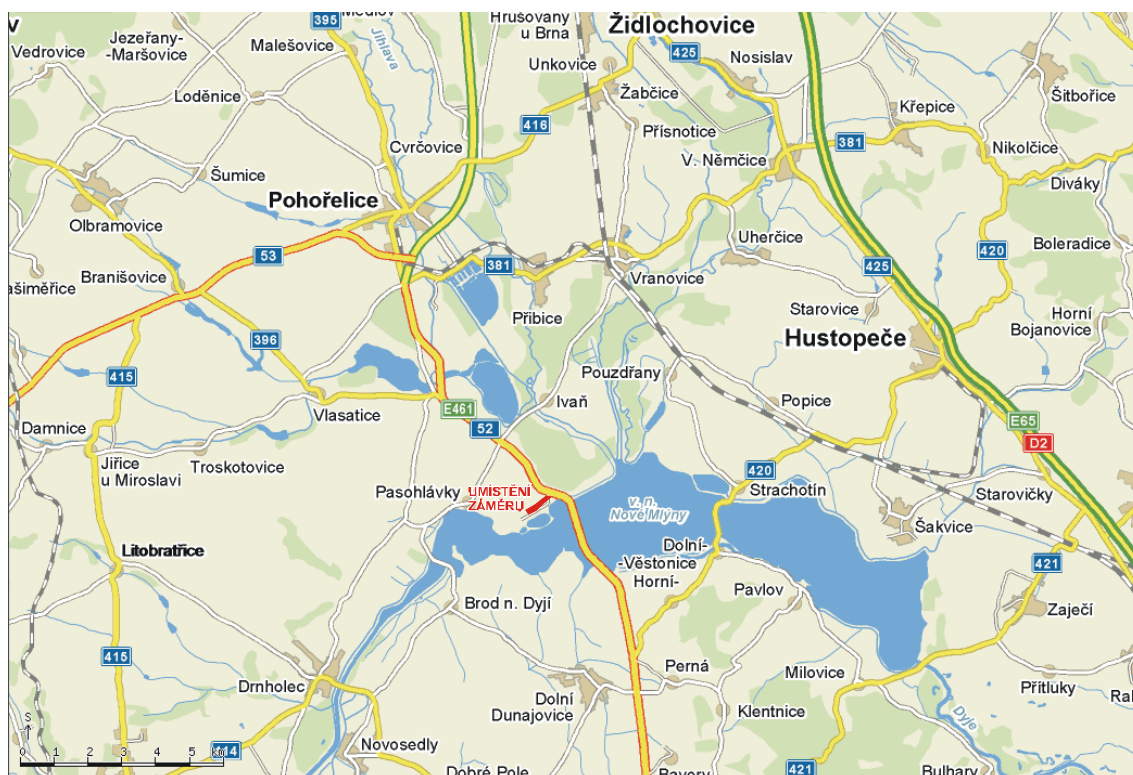 v
Jezeřany-
-Maršovice
Vedrovice
395
Malešovice
Jihlava
Hrušovany
u Brna
Židlochovice
425
Nosislav
Unkovice
Žabčice
Šitbořice
Křepice
Loděnice
416
Přísnotice
Cvrčovice
381
Nikolčice
V. Němčice
Šumice
Diváky
Pohořelice
Olbramovice
Uherčice
420
Boleradice
53
381
425
Branišovice
Vranovice
Starovice
Přibice
Horní
Bojanovice
396
Hustopeče
415
Pouzdřany
Ivaň
Popice
E461
Vlasatice
52
E65
D2
Damnice
Jiřice
u Miroslavi
Troskotovice
420
Strachotín
Starovičky
Pasohlávky
UMÍSTĚNÍ
ZÁMĚRU
v. n.
Nové Mlýny
Šakvice
Litobratřice
Dolní-
-Věstonice
Horní-
421
Pavlov
Brod n. Dyjí
Zaječí
415
Perná
Milovice
Drnholec
Dolní
Dunajovice
Přítluky
Klentnice
Dyje
S
Novosedly
0 1 2 3 4 5 km
Dobré Pole
421
Bulhary